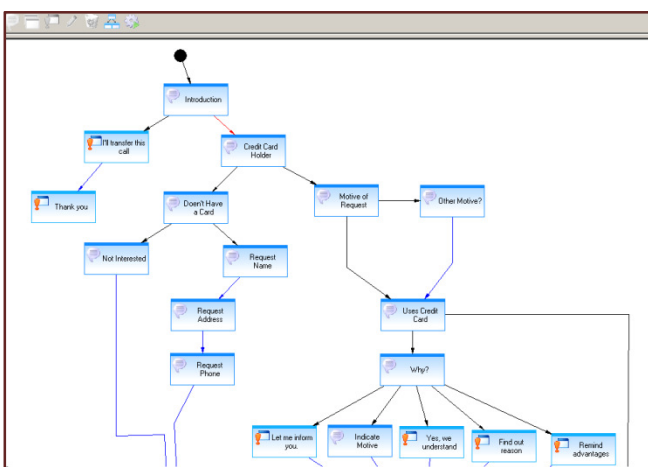 Introduction
I'll transfer this
call
Credit Card
Holder
Thank you
Doen't Have
a Card
Motive of
Request
Other Motive?
Not Interested
Request
Name
Request
Address
Uses Credit
Card
Request
Phone
Why?
Let me inform
you.
Indicate
Motive
Yes, we
understand
Find out
reason
Remind
advantages